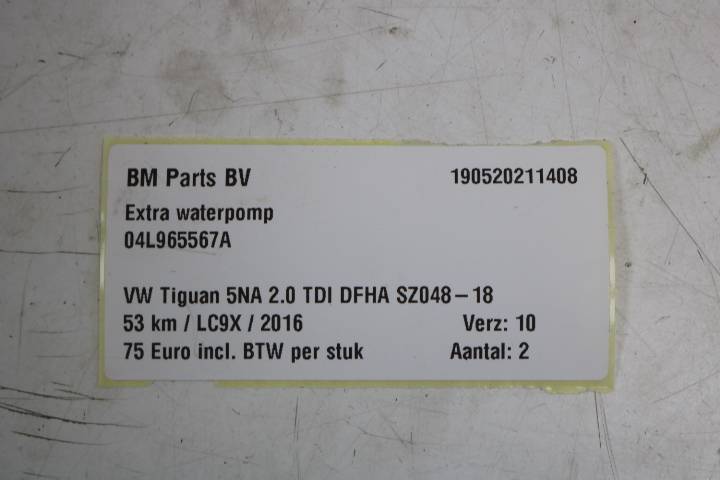 BM Parts BV 190520211408
Extra waterpomp
04L965567A
VW Tiguan 5NA 2.0 TDI DFHA SZ048-18
53 km / LC9X / 2016 Verz: 10
75 Euro incl. BTW per stuk Aantal: 2